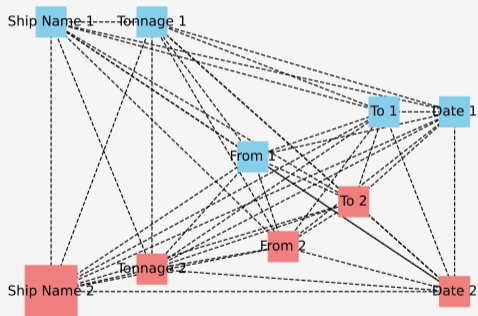 Ship Name 1
Tonnage 1
To 1
Date 1
From 1
To 2
From 2
Tonnage 2
Ship Name 2
Date 2